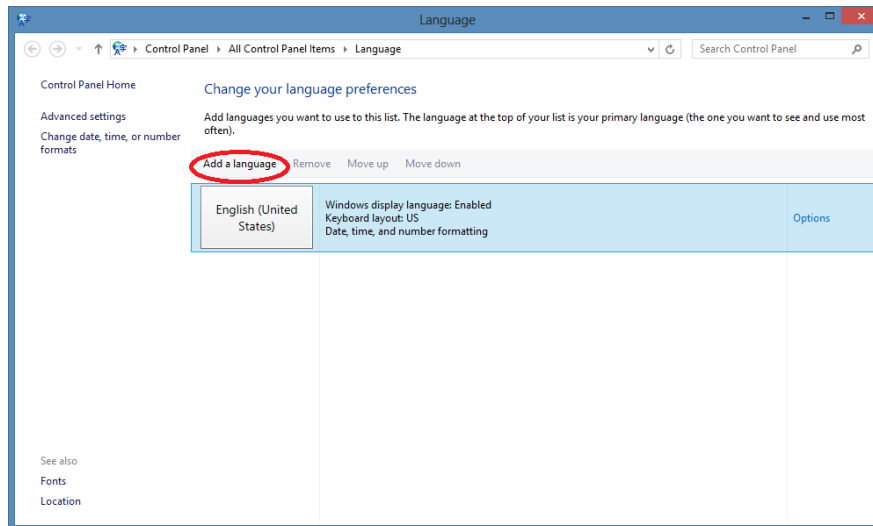 Language
Control Panel Allows All Control Panel Items Language
Search Control Panel
Control Panel Home
Advanced settings
Change date, time, or number
formats
Change your language preferences
Add languages you want to use to this list. The language at the top of your list is your primary language (the one you want to see and use most
often).
Add a language Remove Move up Move down
English (United
States)
Windows display language: Enabled
Keyboard layout: US
Date, time, and number formatting
Options
See also
Fonts
Location